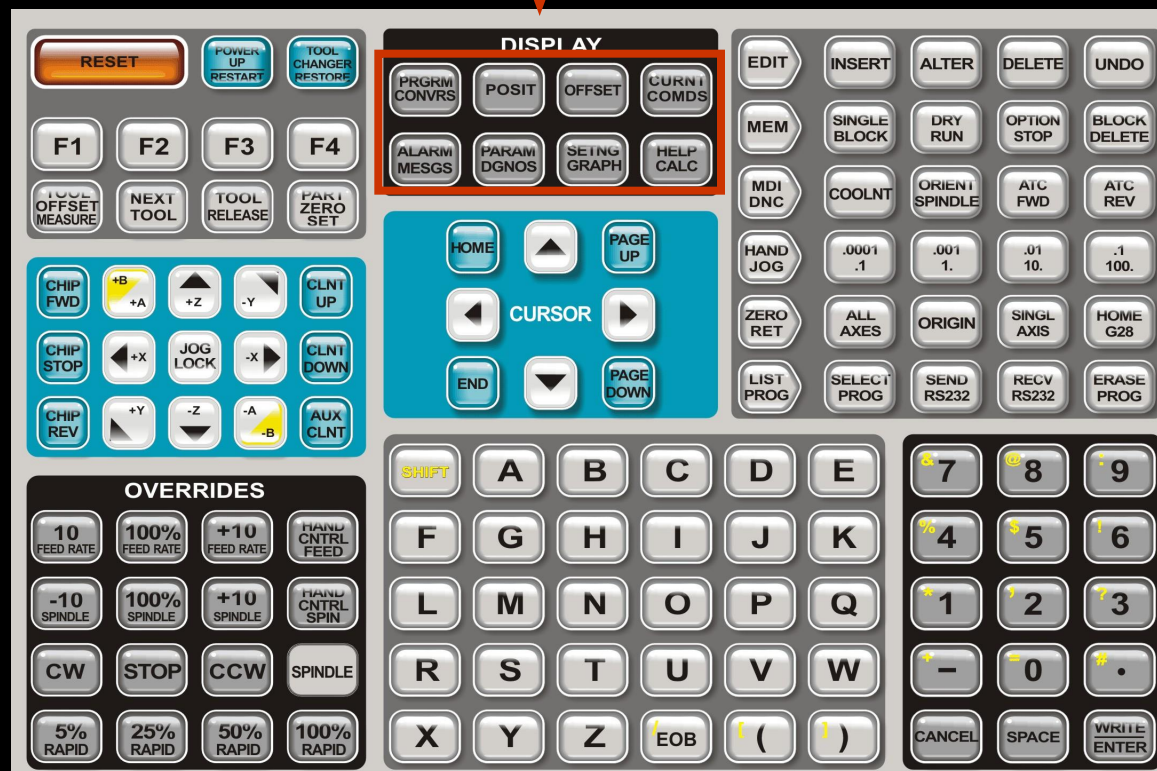 RESET
POWER
UP
RESTART
TOOL
CHANGER
RESTORE
F1
F2
F3
F4
TOOL
OFFSET
MEASURE
NEXT
TOOL
TOOL
RELEASE
PART
ZERO
SET
CHIP
FWD
+B
+A
+Z
-Y
CLNT
UP
CHIP
STOP
+X
JOG
LOCK
-X
CLNT
DOWN
CHIP
REV
+Y
-Z
-A
-B
AUX
CLNT
OVERRIDES
10
FEED RATE
100%
FEED RATE
+10
FEED RATE
HAND
CNTRL
FEED
-10
SPINDLE
100%
SPINDLE
+10
SPINDLE
HAND
CNTRL
SPIN
CW
STOP
CCW
SPINDLE
5%
RAPID
25%
RAPID
50%
RAPID
100%
RAPID
DISPLAY
PRGRM
CONVRS
POSIT
OFFSET
CURNT
COMDS
ALARM
MESGS
PARAM
DGNOS
SETNG
GRAPH
HELP
CALC
HOME
PAGE
UP
CURSOR
END
PAGE
DOWN
EDIT
INSERT
ALTER
DELETE
UNDO
MEM
SINGLE
BLOCK
DRY
RUN
OPTION
STOP
BLOCK
DELETE
MDI
DNC
COOLNT
ORIENT
SPINDLE
ATC
FWD
ATC
REV
HAND
JOG
.0001
.1
.001
1.
.01
10.
.1
100.
ZERO
RET
ALL
AXES
ORIGIN
SINGL
AXIS
HOME
G28
LIST
PROG
SELECT
PROG
SEND
RS232
RECV
RS232
ERASE
PROG
SHIFT
A
B
C
D
E
F
G
H
I
J
K
L
M
N
O
P
Q
R
S
T
U
V
W
X
Y
Z
/ EOB
[ (
] )
& 7
@ 8
: 9
% 4
$ 5
! 6
* 1
, 2
? 3
+ -
= 0
# .
CANCEL
SPACE
WRITE
ENTER